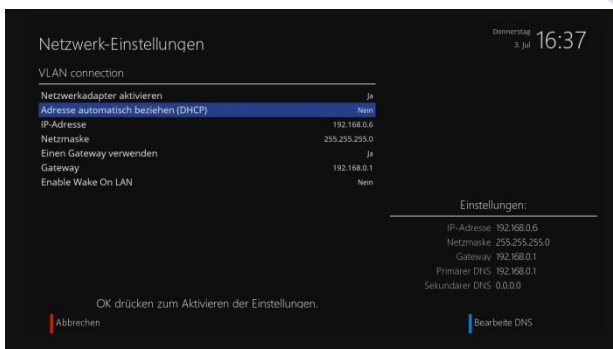 Netzwerk-Einstellungen
Donnerstag
3. Jul 16:37
VLAN connection
Netzwerkadapter aktivieren Ja
Adresse automatisch beziehen (DHCP) Nein
IP-Adresse 192.168.0.6
Netzmaske 255.255.255.0
Einen Gateway verwenden Ja
Gateway 192.168.0.1
Enable Wake On LAN Nein
Einstellungen:
IP-Adresse 192.168.0.6
Netzmaske 255.255.255.0
Gateway 192.168.0.1
Primärer DNS 192.168.0.1
Sekundärer DNS 0.0.0.0
OK drücken zum Aktivieren der Einstellungen.
Abbrechen
Bearbeite DNS